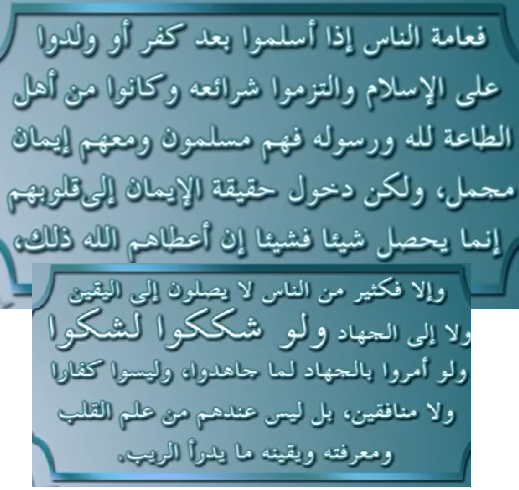 فعامة الناس إذا أسلموا بعد كفر أو ولدوا
على الإسلام والتزموا شرائعه وكانوا من أهل
الطاعة لله ورسوله فهم مسلمون ومعهم إيمان
مجمل، ولكن دخول حقيقة الإيمان إلى قلوبهم
إنما يحصل شيئا فشيئا إن أعطاهم الله ذلك،
وإلا فكثير من الناس لا يصلون إلى اليقين
ولا إلى الجهاد ولو شككوا لشكوا
ولو أمروا بالجهاد لما جاهدوا، وليسوا كفارا
ولا منافقين، بل ليس عندهم من علم القلب
ومعرفته ويقينه ما يدرأ الريب.